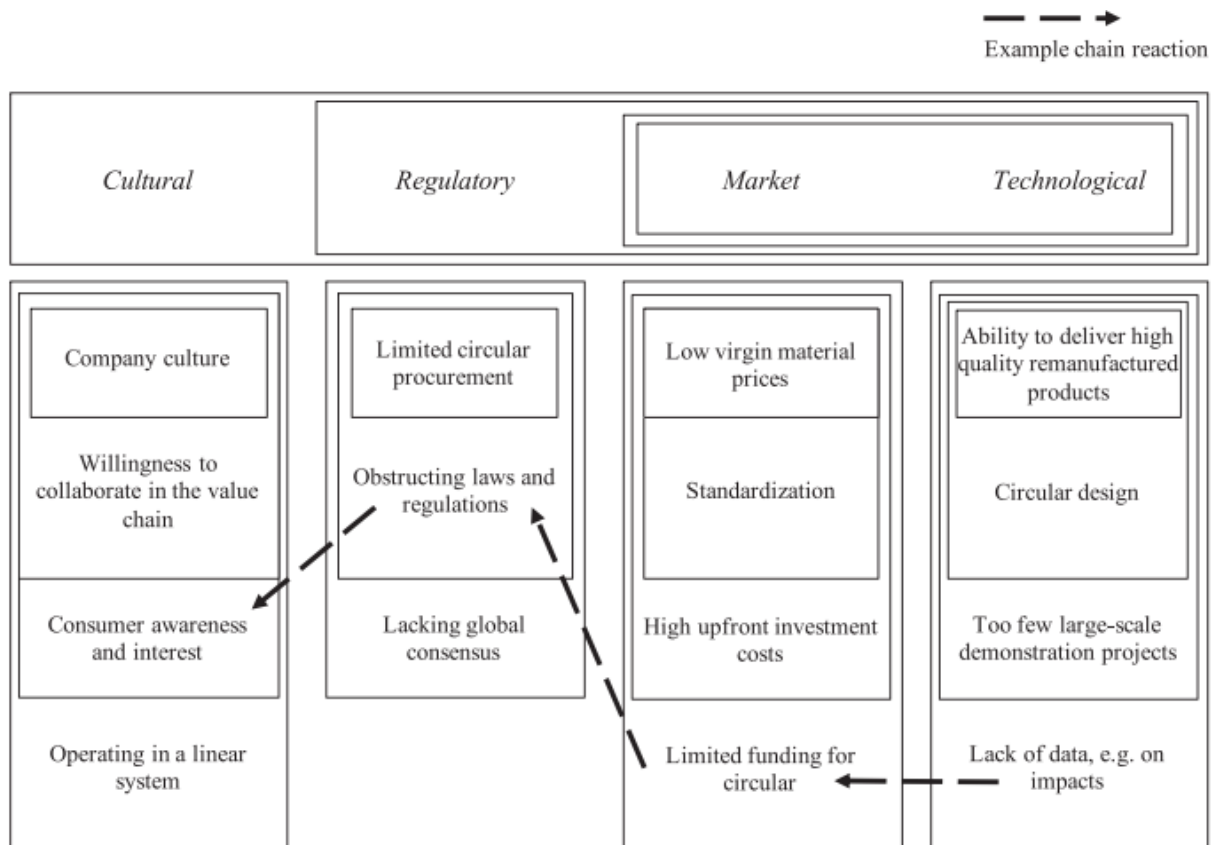 Example chain reaction
Cultural
Regulatory
Market
Technological
Company culture
Willingness to
collaborate in the value
chain
Consumer awareness
and interest
Operating in a linear
system
Limited circular
procurement
Obstructing laws and
regulations
Lacking global
consensus
Low virgin material
prices
Standardization
High upfront investment
costs
Limited funding for
circular
Ability to deliver high
quality remanufactured
products
Circular design
Too few large-scale
demonstration projects
Lack of data, e.g. on
impacts